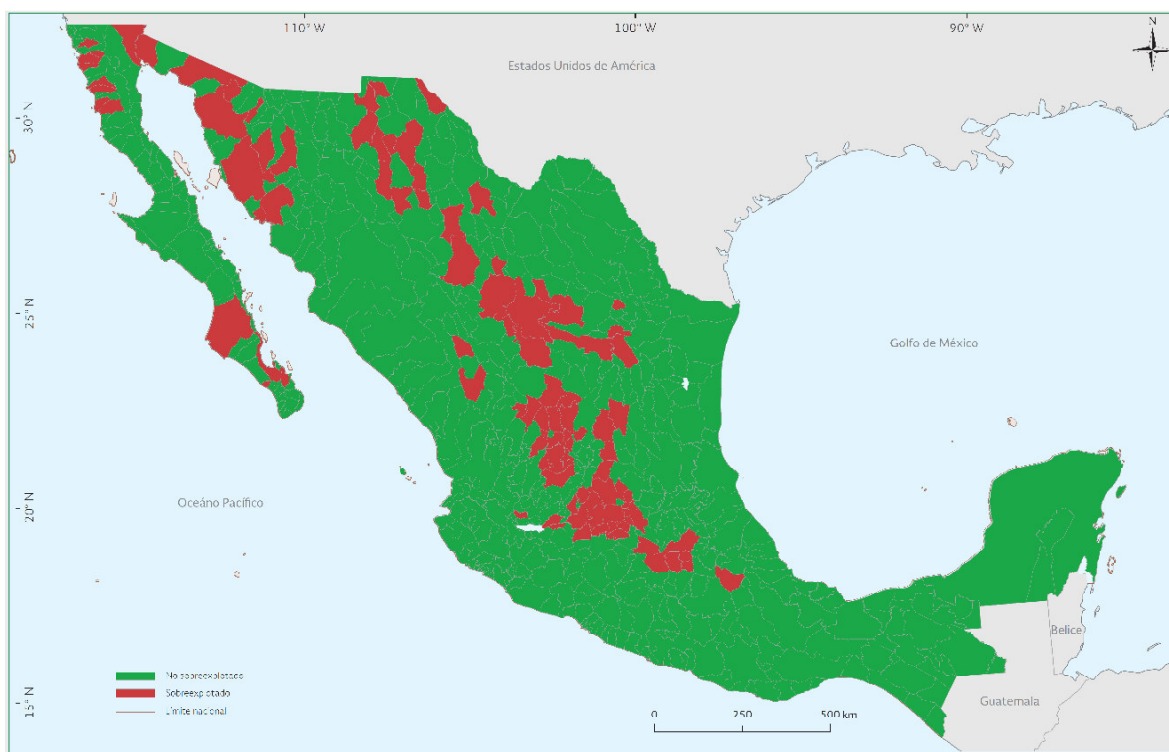 110° W
100° W
90° W
N
Estados Unidos de América
30° N
25° N
Golfo de México
20° N
Oceáno Pacífico
Belice
No sobreexplotado
Sobreexplotado
Límite nacional
Guatemala
15° N
0 250 500 km